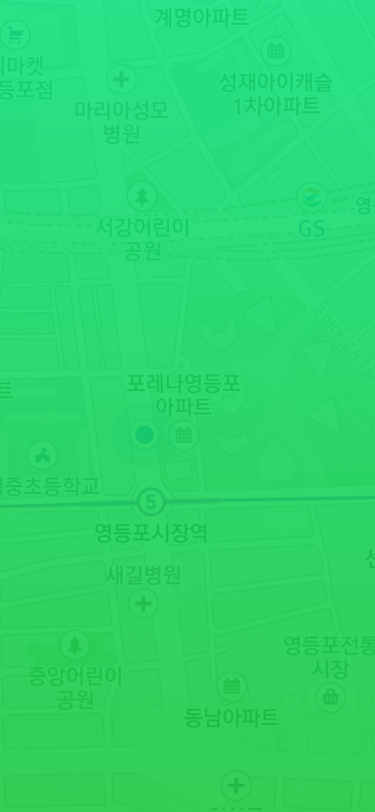 계명아파트
마켓
등포점
성재아이캐슬
1차아파트
마리아성모
병원
서강어린이
공원
GS
영
포레나영등포
아파트
트
중초등학교
5
영등포시장역
새길병원
영등포전통
시장
중앙어린이
공원
동남아파트